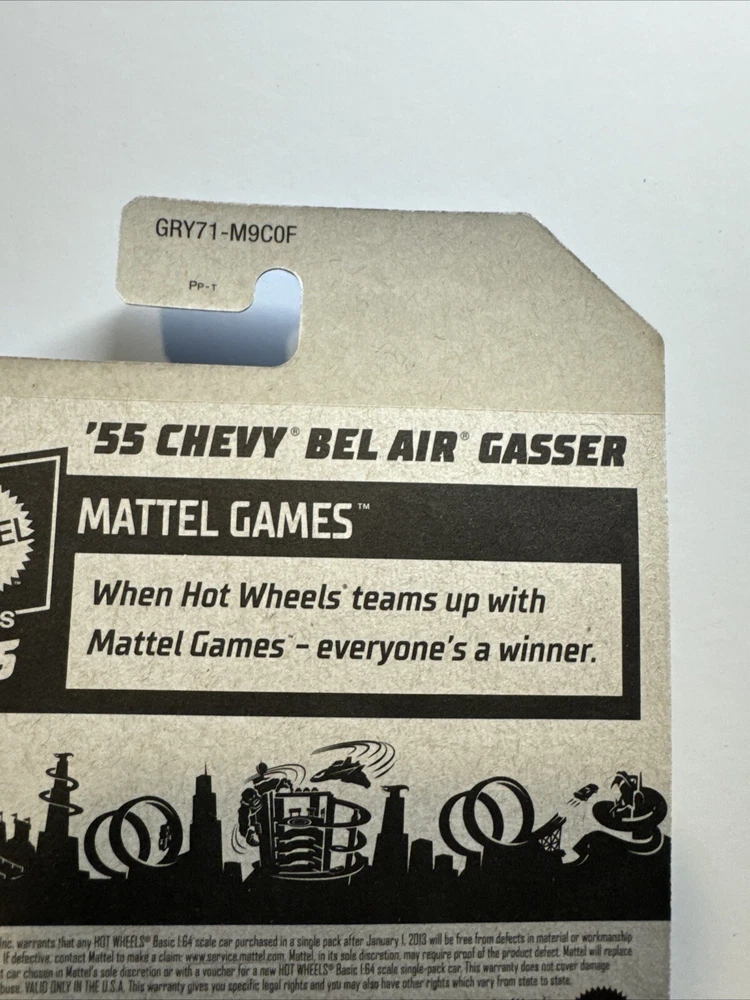 GRY71-M9C0F
PP-T
'55 CHEVY® BEL AIR® GASSER
EL
™
MATTEL GAMES™
When Hot Wheels® teams up with
Mattel Games™ – everyone's a winner.
S
S
Inc. warrants that any HOT WHEELS® Basic 1:64 scale car purchased in a single pack after January 1, 2013 will be free from defects in material or workmanship
If defective, contact Mattel to make a claim: www.service.mattel.com. Mattel, in its sole discretion, may require proof of the product defect. Mattel will replace
t car chosen in Mattel's sole discretion or with a voucher for a new HOT WHEELS® Basic 1:64 scale single-pack car. This warranty does not cover damage
buse. VALID ONLY IN THE U.S.A. This warranty gives you specific legal rights and you may also have other rights which vary from state to state.